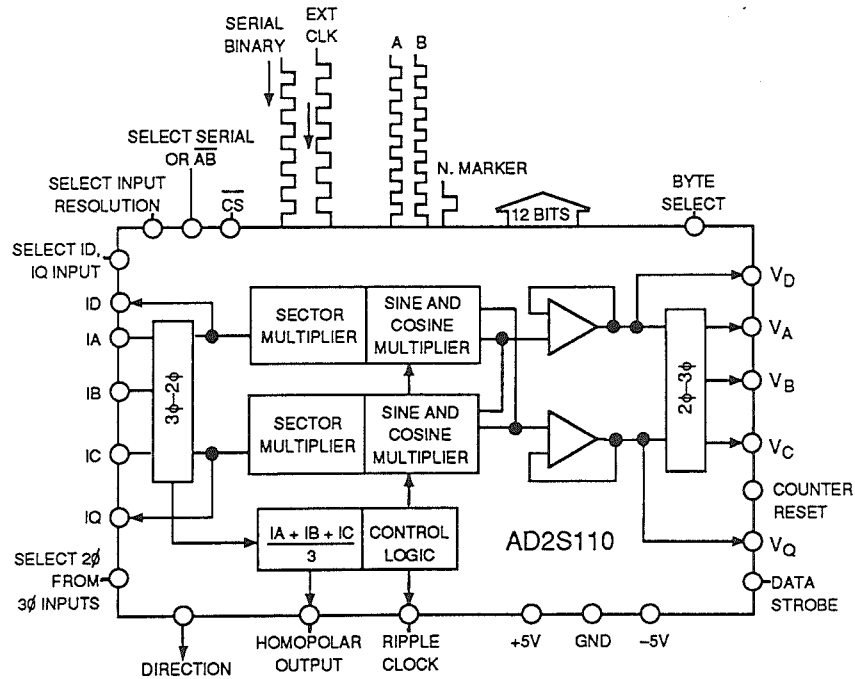 SERIAL
BINARY
EXT
CLK
A B
SELECT SERIAL
OR A̅B̅
N. MARKER
SELECT INPUT
RESOLUTION
C̅S̅
12 BITS
BYTE
SELECT
SELECT ID,
IQ INPUT
ID
IA
IB
IC
IQ
SELECT 2ϕ
FROM
3ϕ INPUTS
3ϕ–2ϕ
SECTOR
MULTIPLIER
SINE AND
COSINE
MULTIPLIER
SECTOR
MULTIPLIER
SINE AND
COSINE
MULTIPLIER
IA + IB + IC
3
CONTROL
LOGIC
AD2S110
2ϕ–3ϕ
VD
VA
VB
VC
COUNTER
RESET
VQ
DATA
STROBE
DIRECTION
HOMOPOLAR
OUTPUT
RIPPLE
CLOCK
+5V
GND
–5V